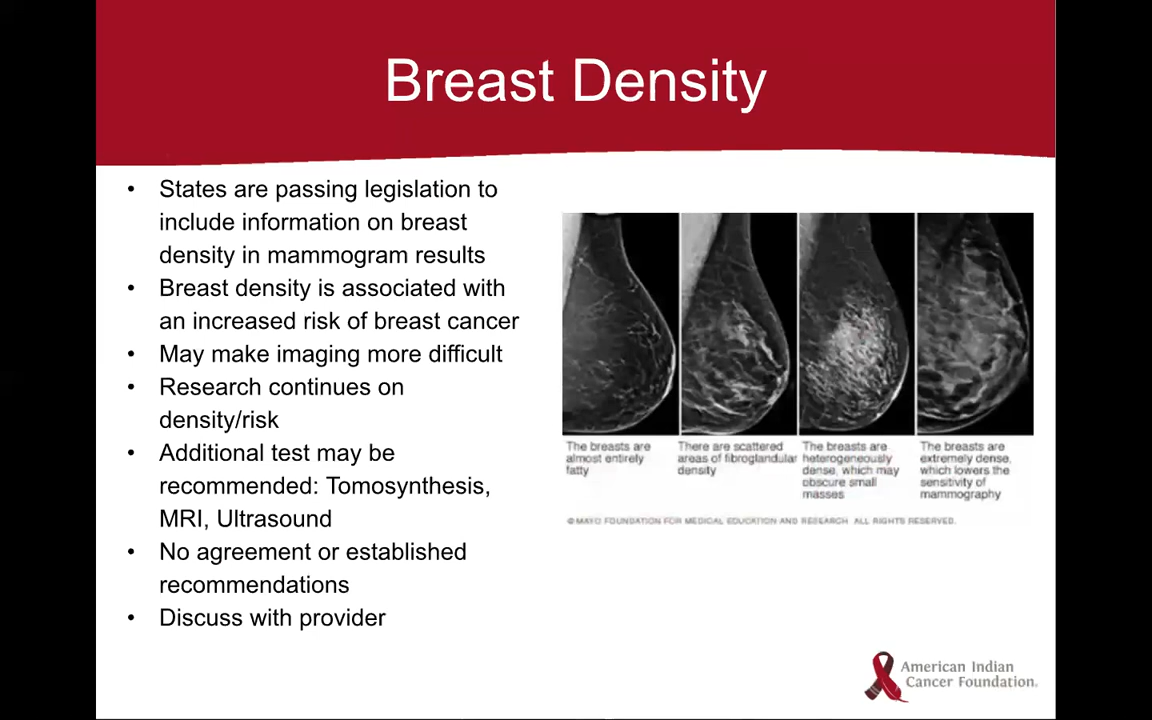 Breast Density
• States are passing legislation to
include information on breast
density in mammogram results
• Breast density is associated with
an increased risk of breast cancer
• May make imaging more difficult
• Research continues on
density/risk
• Additional test may be
recommended: Tomosynthesis,
MRI, Ultrasound
• No agreement or established
recommendations
• Discuss with provider
The breasts are
almost entirely
fatty
There are scattered
areas of fibroglandular
density
The breasts are
heterogeneously
dense, which may
obscure small
masses
The breasts are
extremely dense,
which lowers the
sensitivity of
mammography
© MAYO FOUNDATION FOR MEDICAL EDUCATION AND RESEARCH. ALL RIGHTS RESERVED.
American Indian
Cancer Foundation.